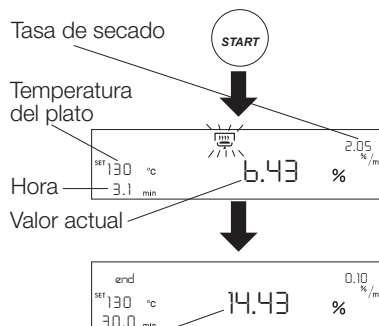 Tasa de secado
START
Temperatura
del plato
2.05
%/m
SET 130 °C
6.43 %
Hora
3.1 min
Valor actual
end
0.10
%/m
SET 130 °C
14.43 %
30.0 min